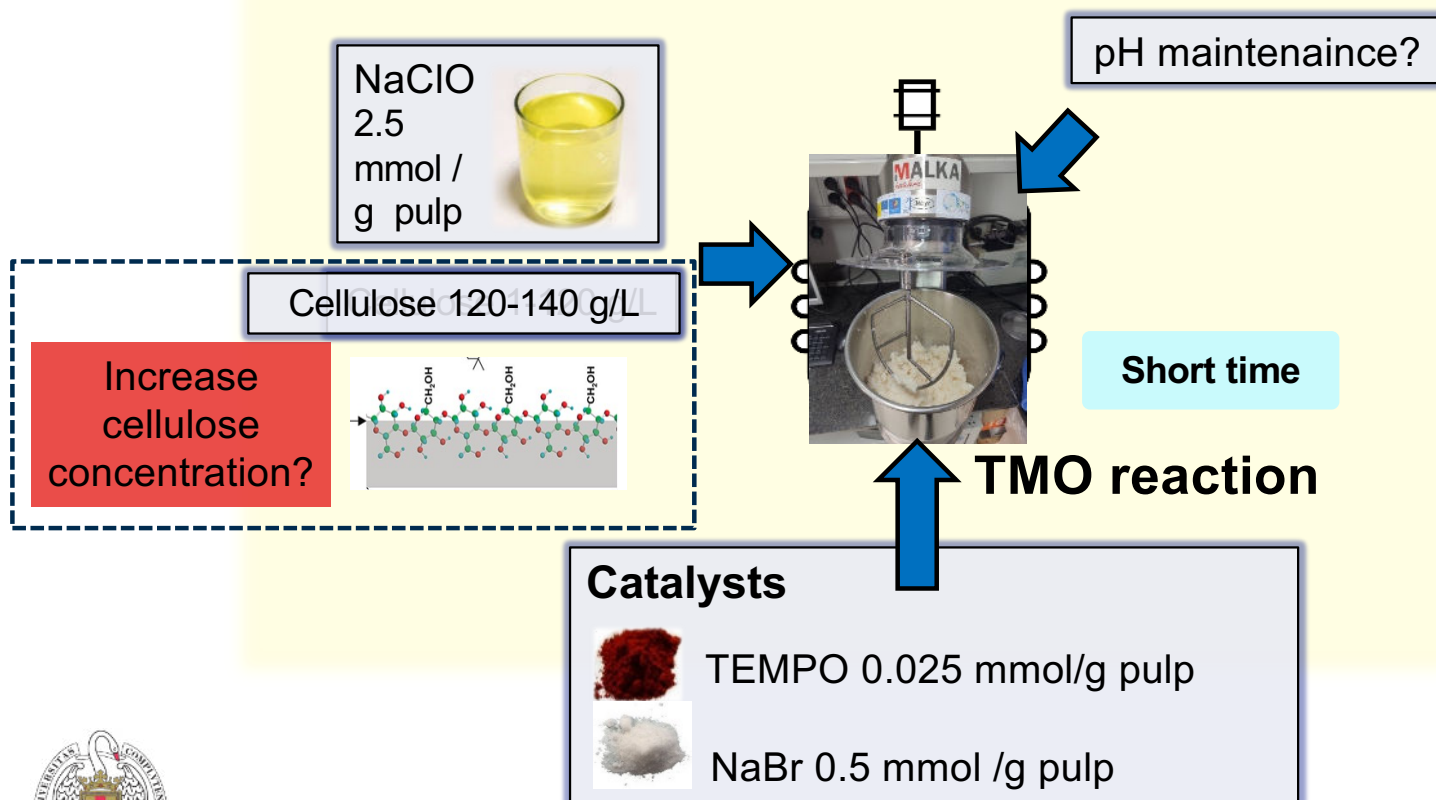 pH maintenaince?
NaClO
2.5
mmol /
g pulp
MALKA
Cellulose 120-140 g/L
Increase
cellulose
concentration?
CH₂OH
CH₂OH
CH₂OH
Short time
TMO reaction
Catalysts
TEMPO 0.025 mmol/g pulp
NaBr 0.5 mmol /g pulp